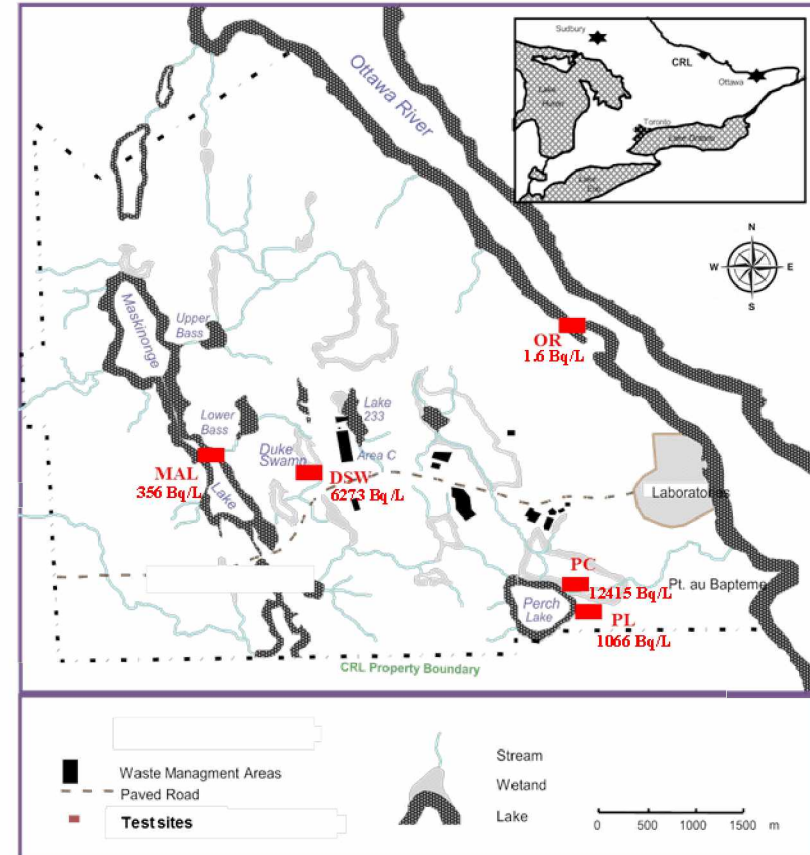 Sudbury
CRL
Ottawa
Lake
Huron
Toronto
Lake Ontario
Lake
Erie
Ottawa River
N
W E
S
Maskinonge
Upper
Bass
OR
1.6 Bq/L
Lake
233
Lower
Bass
Duke
Swamp
Area C
MAL
356 Bq/L
DSW
6273 Bq/L
Lake
Laboratories
PC
12415 Bq/L
Pt. au Bapteme
Perch
Lake
PL
1066 Bq/L
CRL Property Boundary
Waste Managment Areas
Paved Road
Test sites
Stream
Wetand
Lake
0 500 1000 1500 m